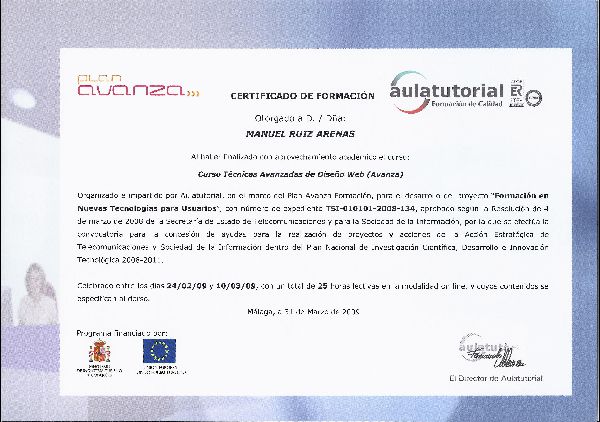 PLAN
avanza
aulatutorial
Formación de Calidad
ER
CERTIFICADO DE FORMACIÓN
Otorgado a D. / Dña:
MANUEL RUIZ ARENAS
Al haber finalizado con aprovechamiento académico el curso:
Curso Técnicas Avanzadas de Diseño Web (Avanza)
Organizado e impartido por Aulatutorial, en el marco del Plan Avanza Formación, para el desarrollo del proyecto "Formación en
Nuevas Tecnologías para Usuarios", con número de expediente TSI-010101-2008-134, aprobado según la Resolución de 4
de marzo de 2008 de la Secretaría de Estado de Telecomunicaciones y para la Sociedad de la Información, por la que se efectúa la
convocatoria para la concesión de ayudas para la realización de proyectos y acciones de la Acción Estratégica de
Telecomunicaciones y Sociedad de la Información dentro del Plan Nacional de Investigación Científica, Desarrollo e Innovación
Tecnológica 2008-2011.
Celebrado entre los días 24/02/09 y 10/03/09, con un total de 25 horas lectivas en la modalidad on line, y cuyos contenidos se
especifican al dorso.
Málaga, a 31 de Marzo de 2009
Programa financiado por:
MINISTERIO
UNION EUROPEA
aulatut
El Director de Aulatutorial